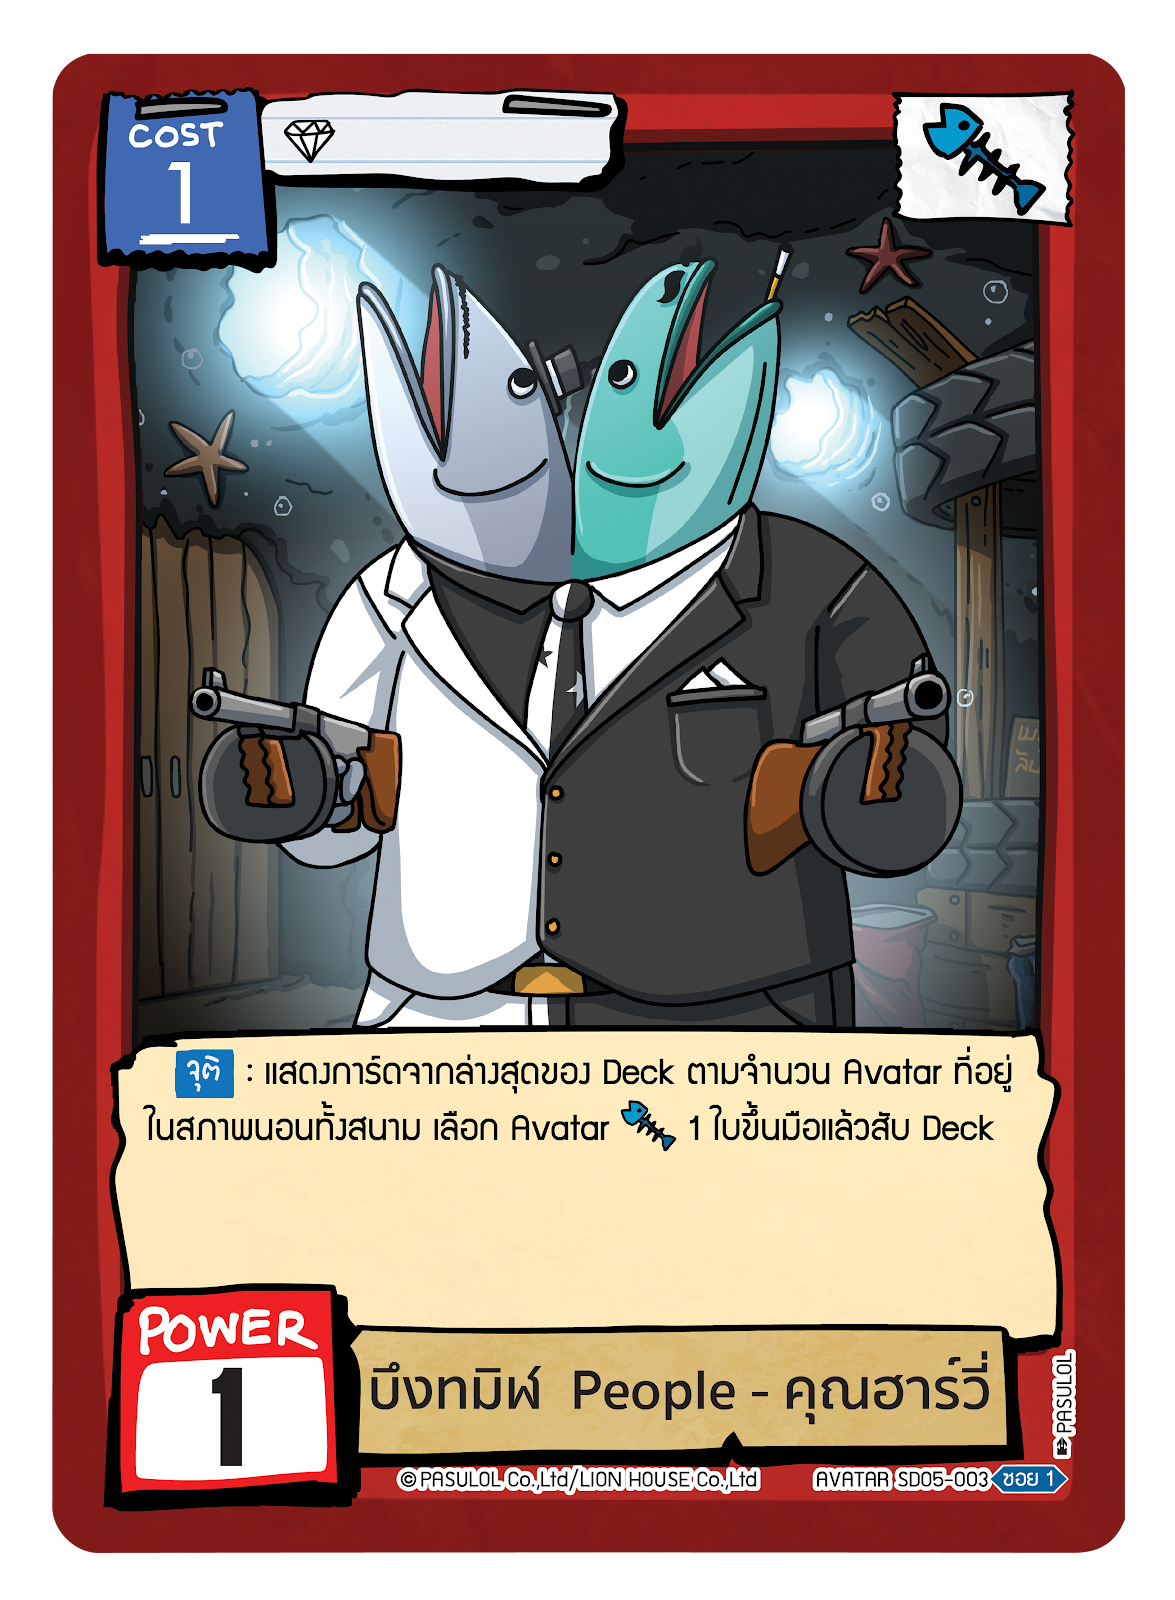 COST
1
จุติ : แสดงการ์ดจากล่างสุดของ Deck ตามจำนวน Avatar ที่อยู่
ในสภาพนอนทั้งสนาม เลือก Avatar 1 ใบขึ้นมือแล้วสับ Deck
POWER
1
บึงทมิฬ People - คุณฮาร์วี่
PASULOL
© PASULOL Co.,Ltd/LION HOUSE Co.,Ltd
AVATAR SD05-003 ซอย 1